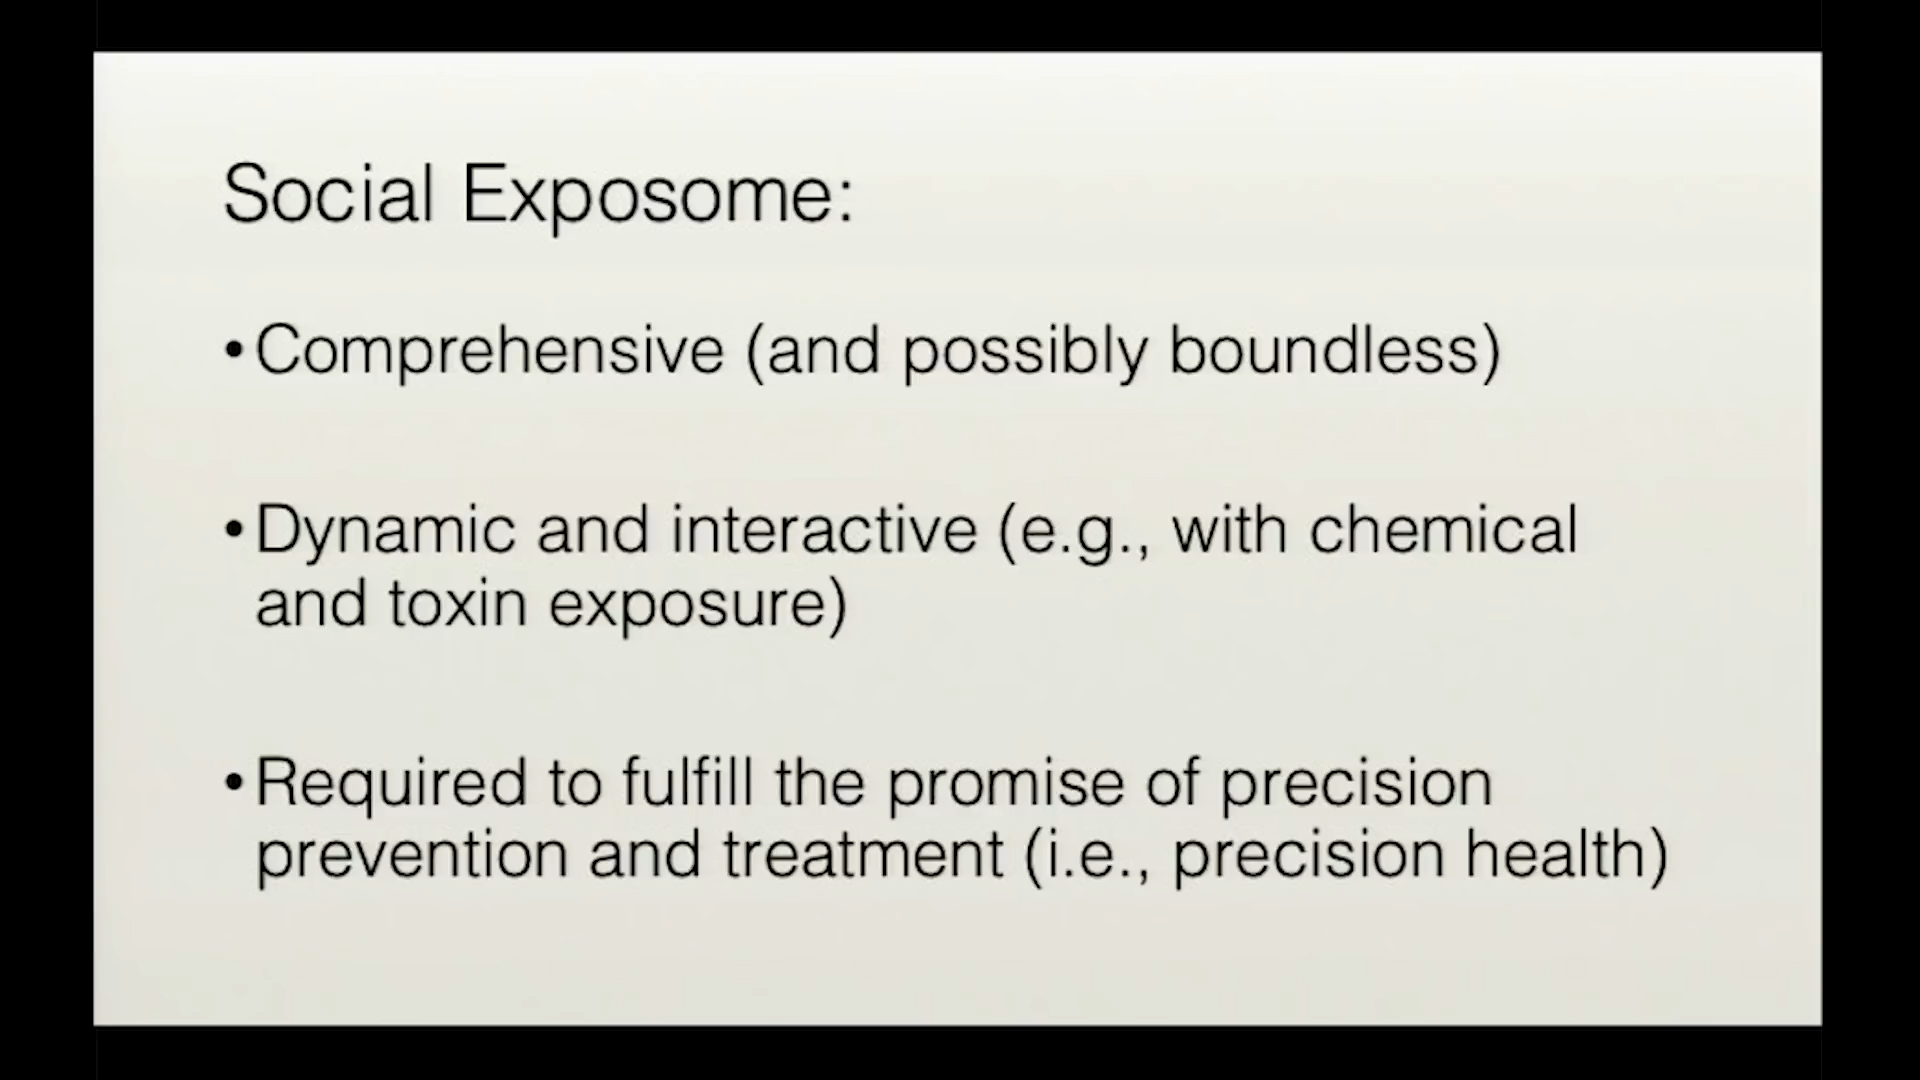 Social Exposome:
•Comprehensive (and possibly boundless)
•Dynamic and interactive (e.g., with chemical
and toxin exposure)
•Required to fulfill the promise of precision
prevention and treatment (i.e., precision health)